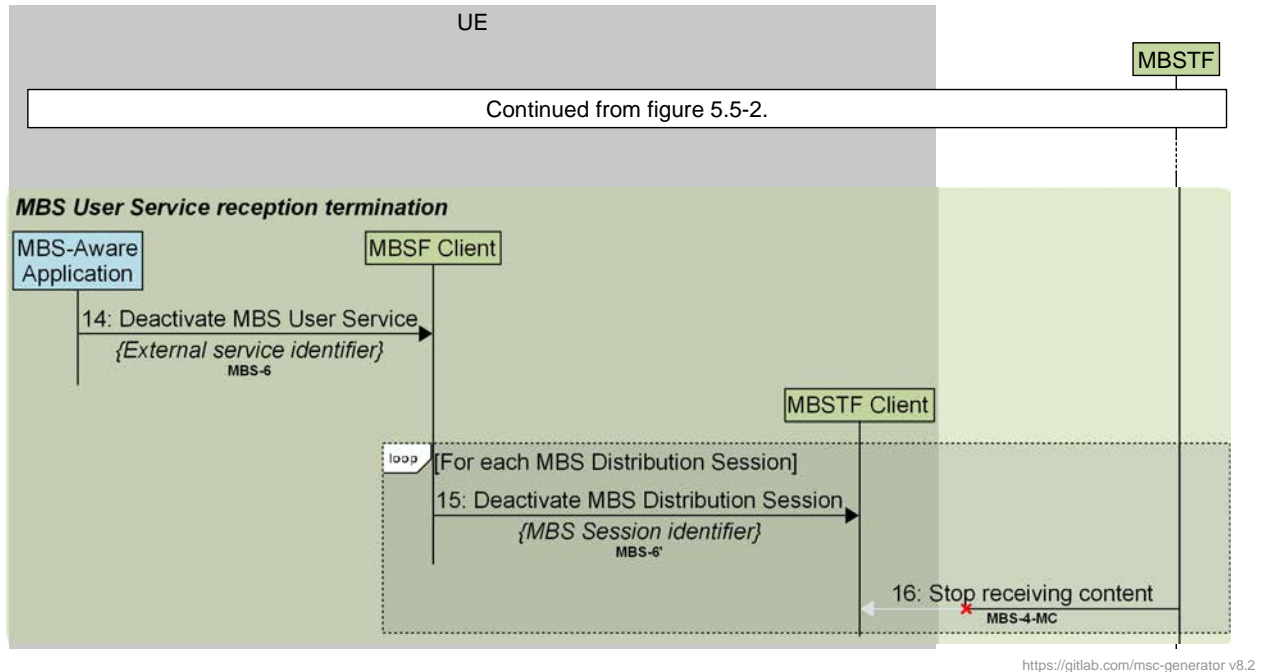 UE
MBSTF
Continued from figure 5.5-2.
MBS User Service reception termination
MBS-Aware
Application
MBSF Client
14: Deactivate MBS User Service
{External service identifier}
MBS-6
MBSTF Client
loop
[For each MBS Distribution Session]
15: Deactivate MBS Distribution Session
{MBS Session identifier}
MBS-6'
16: Stop receiving content
MBS-4-MC
https://gitlab.com/msc-generator v8.2